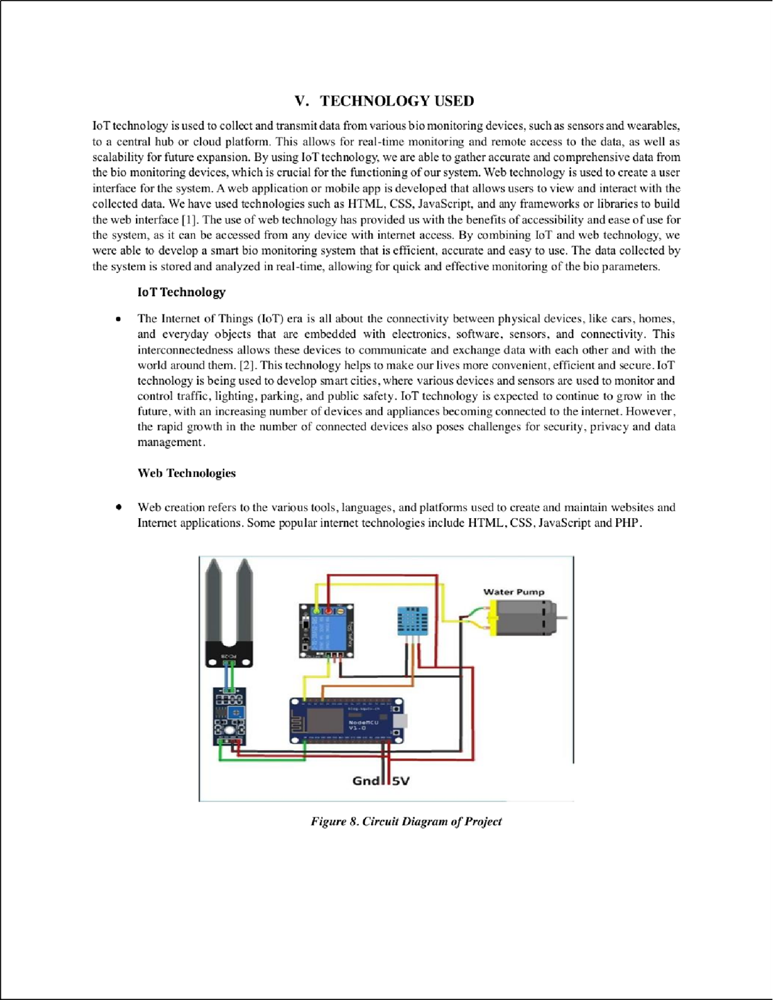 V. TECHNOLOGY USED
IoT technology is used to collect and transmit data from various bio monitoring devices, such as sensors and wearables,
to a central hub or cloud platform. This allows for real-time monitoring and remote access to the data, as well as
scalability for future expansion. By using IoT technology, we are able to gather accurate and comprehensive data from
the bio monitoring devices, which is crucial for the functioning of our system. Web technology is used to create a user
interface for the system. A web application or mobile app is developed that allows users to view and interact with the
collected data. We have used technologies such as HTML, CSS, JavaScript, and any frameworks or libraries to build
the web interface [1]. The use of web technology has provided us with the benefits of accessibility and ease of use for
the system, as it can be accessed from any device with internet access. By combining IoT and web technology, we
were able to develop a smart bio monitoring system that is efficient, accurate and easy to use. The data collected by
the system is stored and analyzed in real-time, allowing for quick and effective monitoring of the bio parameters.
IoT Technology
• The Internet of Things (IoT) era is all about the connectivity between physical devices, like cars, homes,
and everyday objects that are embedded with electronics, software, sensors, and connectivity. This
interconnectedness allows these devices to communicate and exchange data with each other and with the
world around them. [2]. This technology helps to make our lives more convenient, efficient and secure. IoT
technology is being used to develop smart cities, where various devices and sensors are used to monitor and
control traffic, lighting, parking, and public safety. IoT technology is expected to continue to grow in the
future, with an increasing number of devices and appliances becoming connected to the internet. However,
the rapid growth in the number of connected devices also poses challenges for security, privacy and data
management.
Web Technologies
• Web creation refers to the various tools, languages, and platforms used to create and maintain websites and
Internet applications. Some popular internet technologies include HTML, CSS, JavaScript and PHP.
Water Pump
FC-28
NodeMCU
V1.0
Gnd 5V
Figure 8. Circuit Diagram of Project